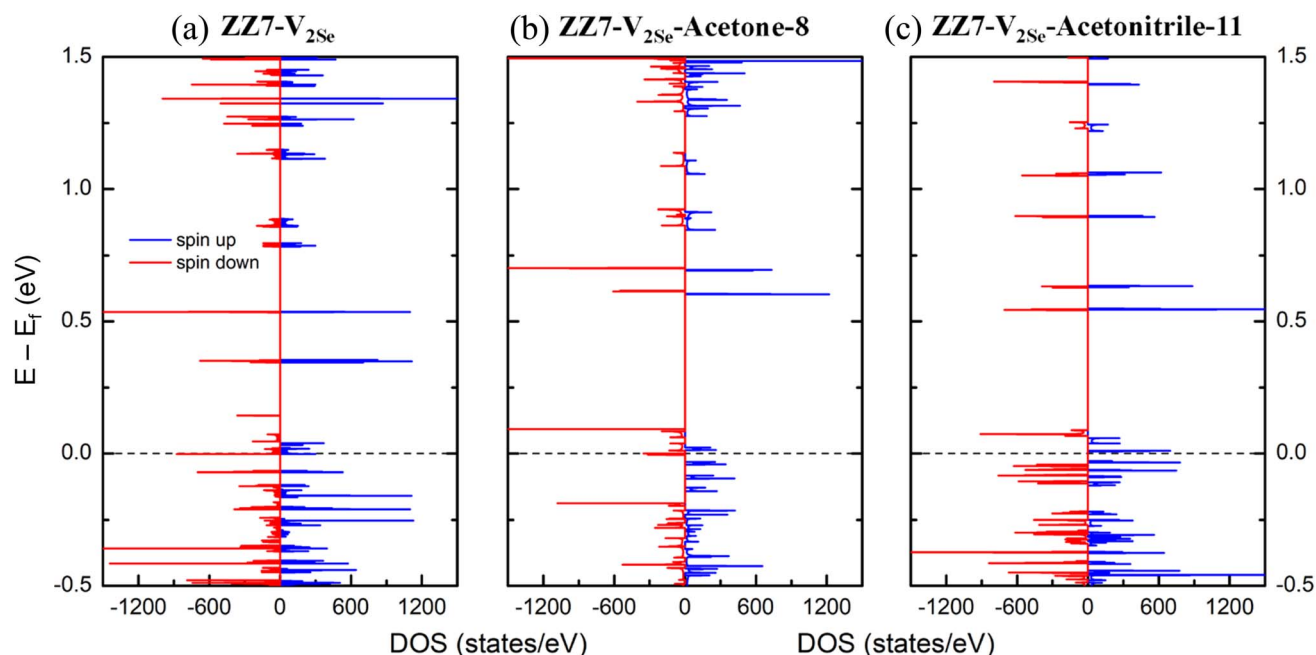 (a) ZZ7-V2Se
(b) ZZ7-V2Se-Acetone-8
(c) ZZ7-V2Se-Acetonitrile-11
1.5
1.0
0.5
0.0
-0.5
E − Ef (eV)
spin up
spin down
1.5
1.0
0.5
0.0
-0.5
-1200 -600 0 600 1200
-1200 -600 0 600 1200
-1200 -600 0 600 1200
DOS (states/eV)
DOS (states/eV)